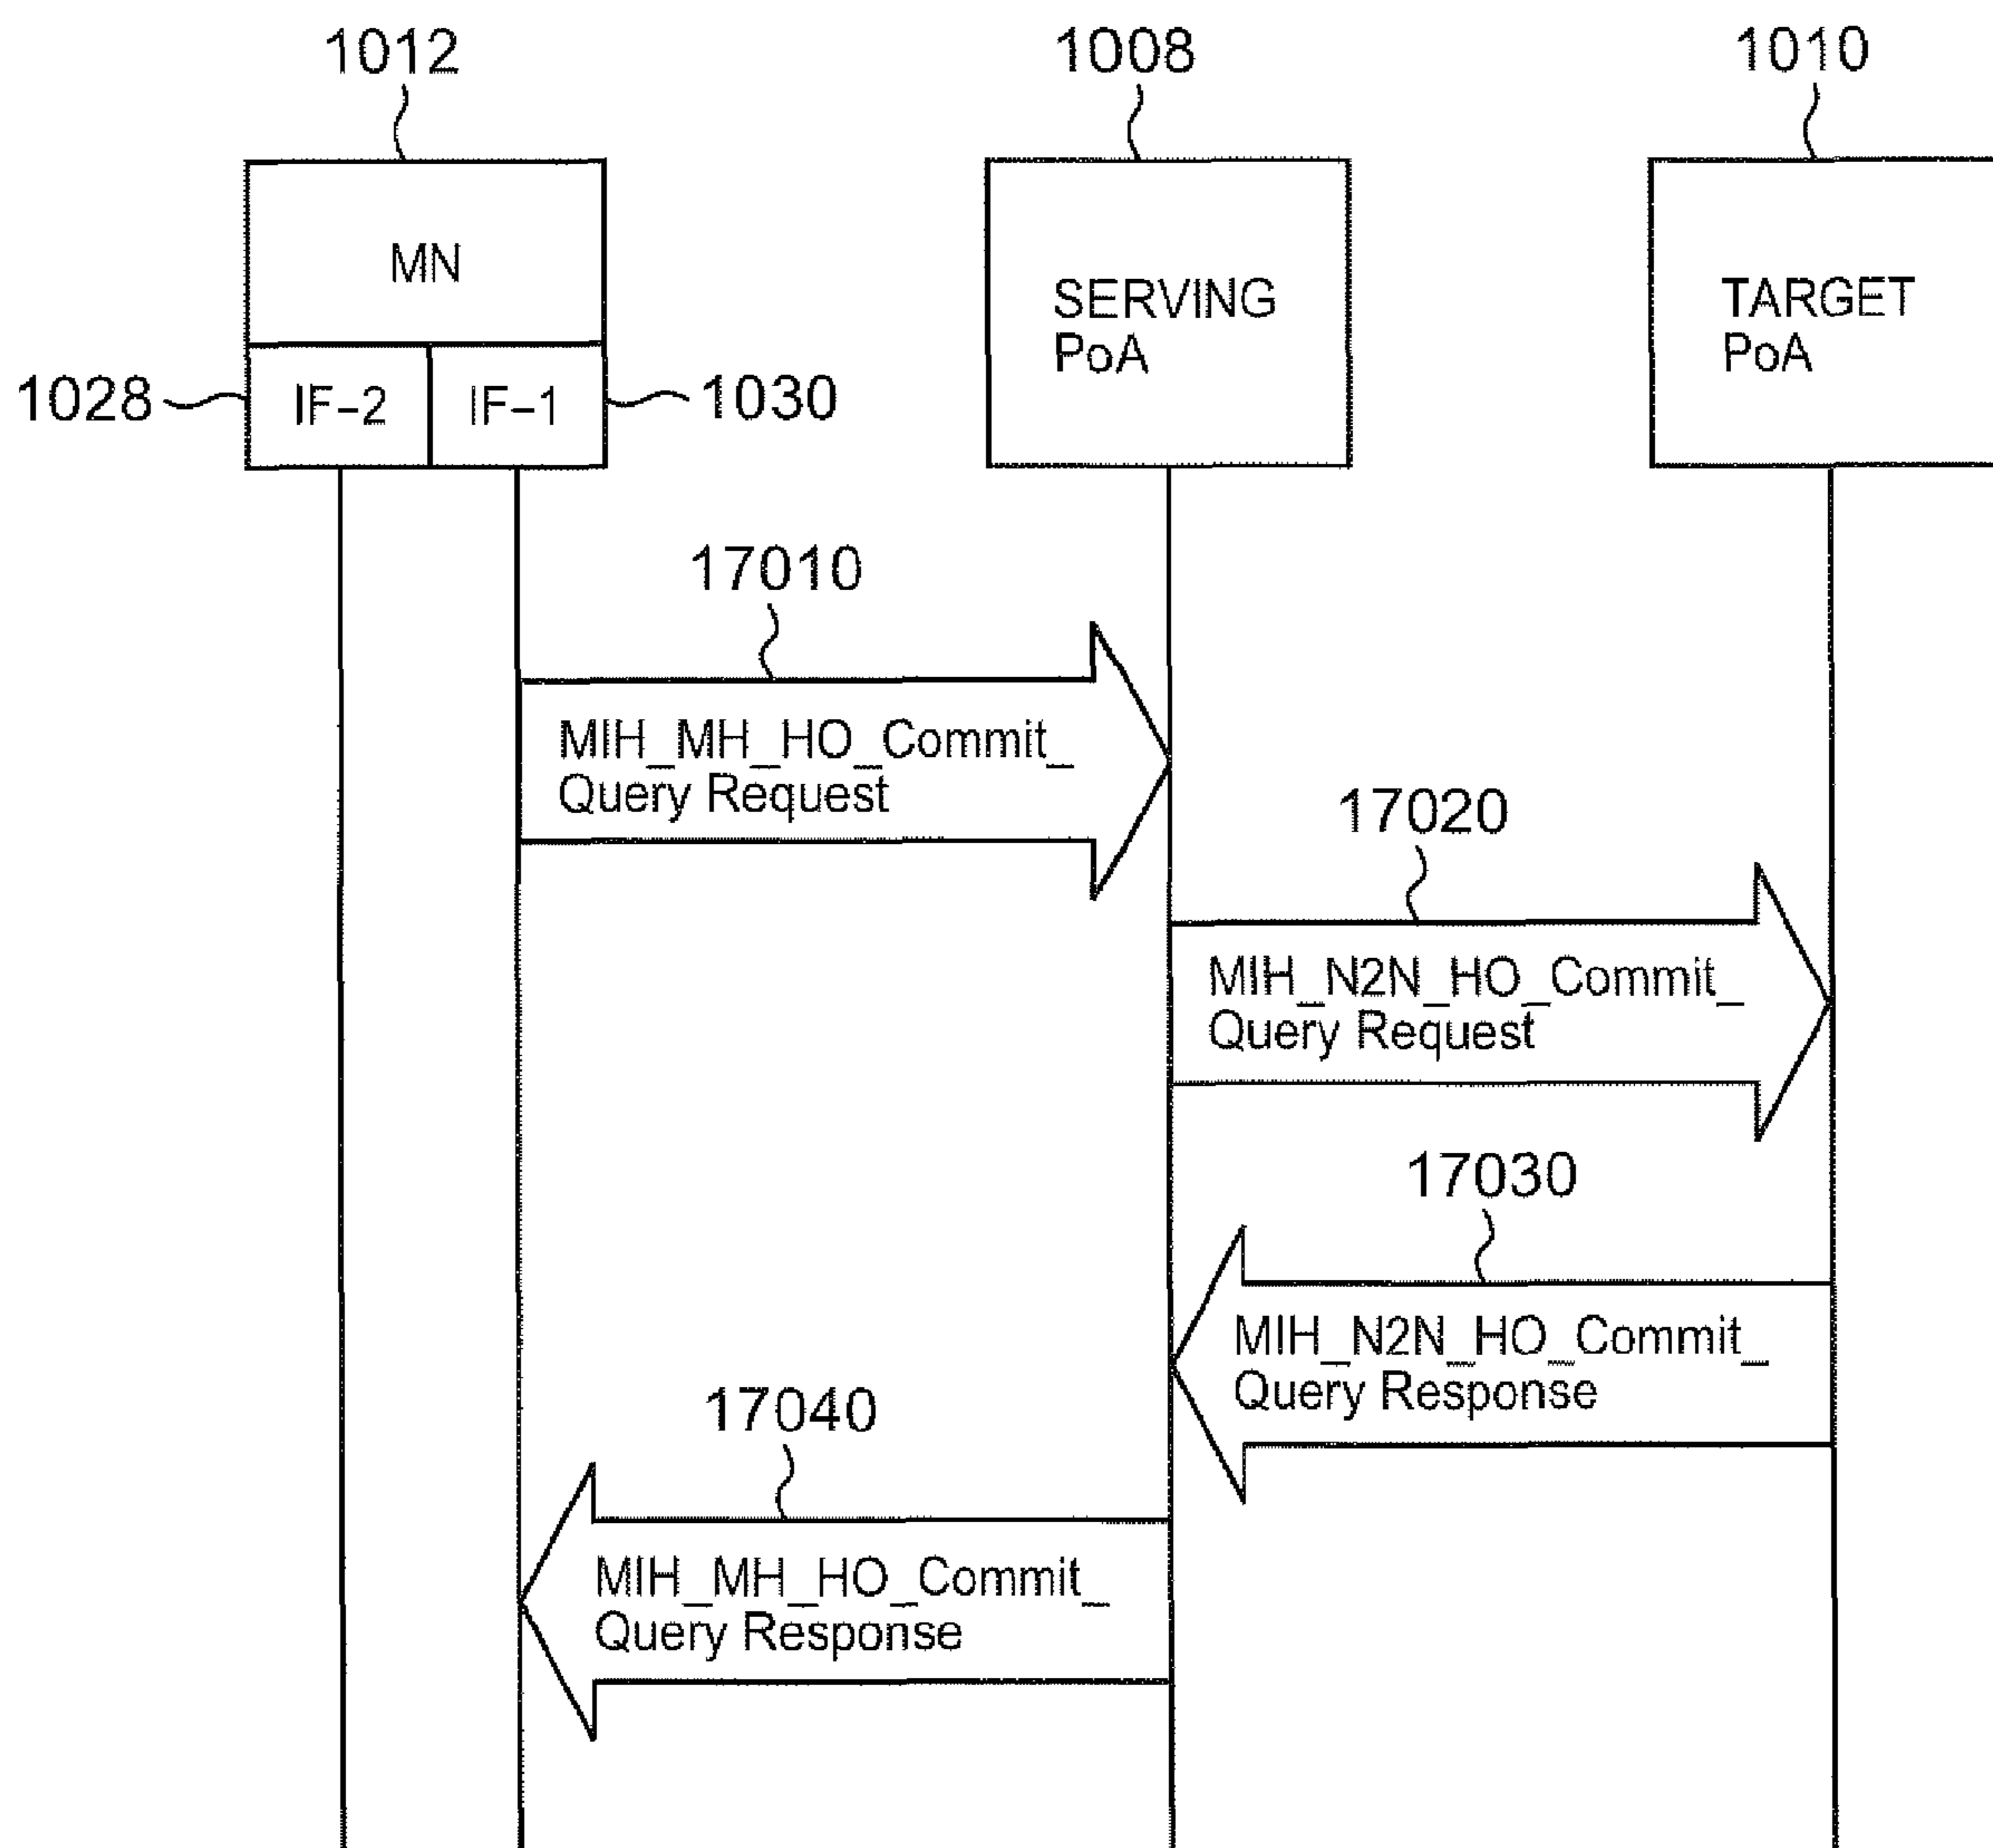 1012
1008
1010
MN
SERVING
PoA
TARGET
PoA
1028
IF-2
IF-1
1030
17010
MIH_MH_HO_Commit_
Query Request
17020
MIH_N2N_HO_Commit_
Query Request
17030
MIH_N2N_HO_Commit_
Query Response
17040
MIH_MH_HO_Commit_
Query Response